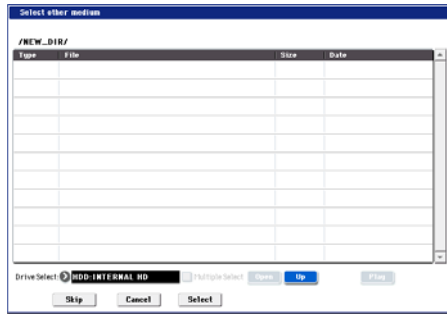 Select other medium
/NEW_DIR/
Type File Size Date
Drive Select: HDD:INTERNAL HD Multiple Select Open Up Play
Skip Cancel Select